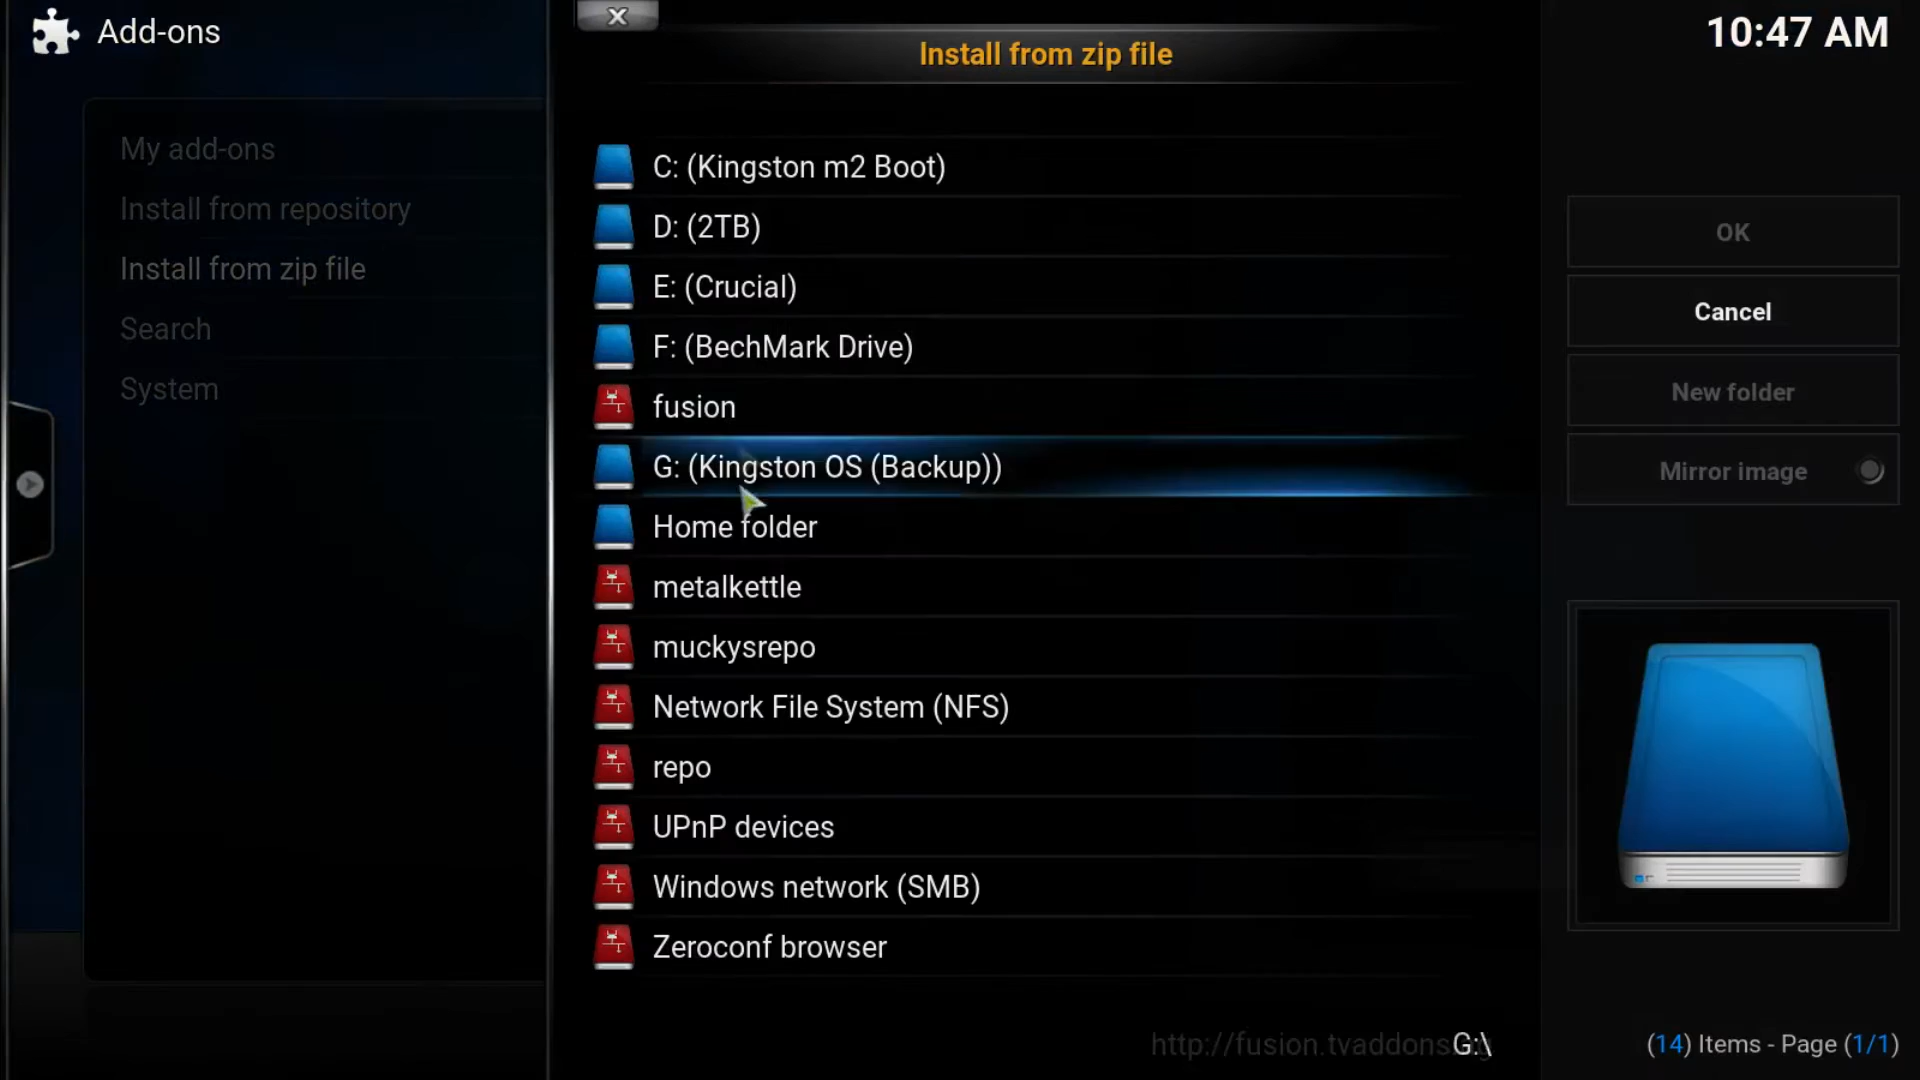 Add-ons
X
Install from zip file
10:47 AM
My add-ons
Install from repository
Install from zip file
Search
System
C: (Kingston m2 Boot)
D: (2TB)
E: (Crucial)
F: (BechMark Drive)
fusion
G: (Kingston OS (Backup))
Home folder
metalkettle
muckysrepo
Network File System (NFS)
repo
UPnP devices
Windows network (SMB)
Zeroconf browser
OK
Cancel
New folder
Mirror image
http://fusion.tvaddons.
G:\
(14) Items - Page (1/1)